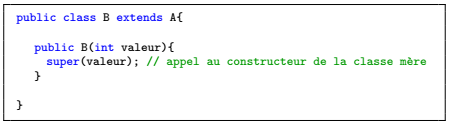 public class B extends A{
public B(int valeur){
super(valeur); // appel au constructeur de la classe mère
}
}